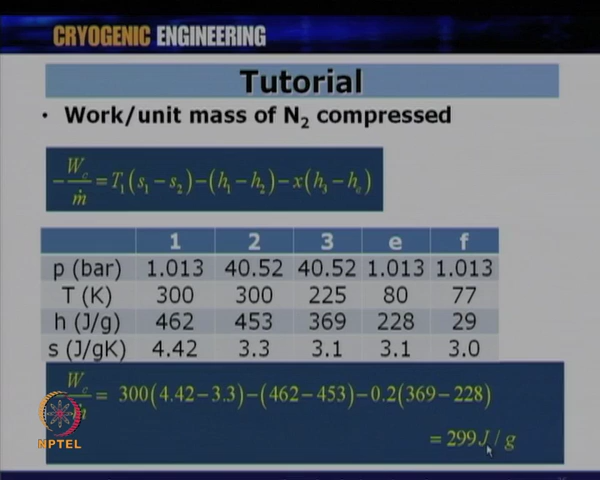 CRYOGENIC ENGINEERING
Tutorial
• Work/unit mass of N₂ compressed
-W_c/ṁ = T₁(s₁ − s₂) − (h₁ − h₂) − x(h₃ − h_e)
1 2 3 e f
p (bar) 1.013 40.52 40.52 1.013 1.013
T (K) 300 300 225 80 77
h (J/g) 462 453 369 228 29
s (J/gK) 4.42 3.3 3.1 3.1 3.0
W_c/ṁ = 300(4.42 − 3.3) − (462 − 453) − 0.2(369 − 228)
= 299 J / g
NPTEL